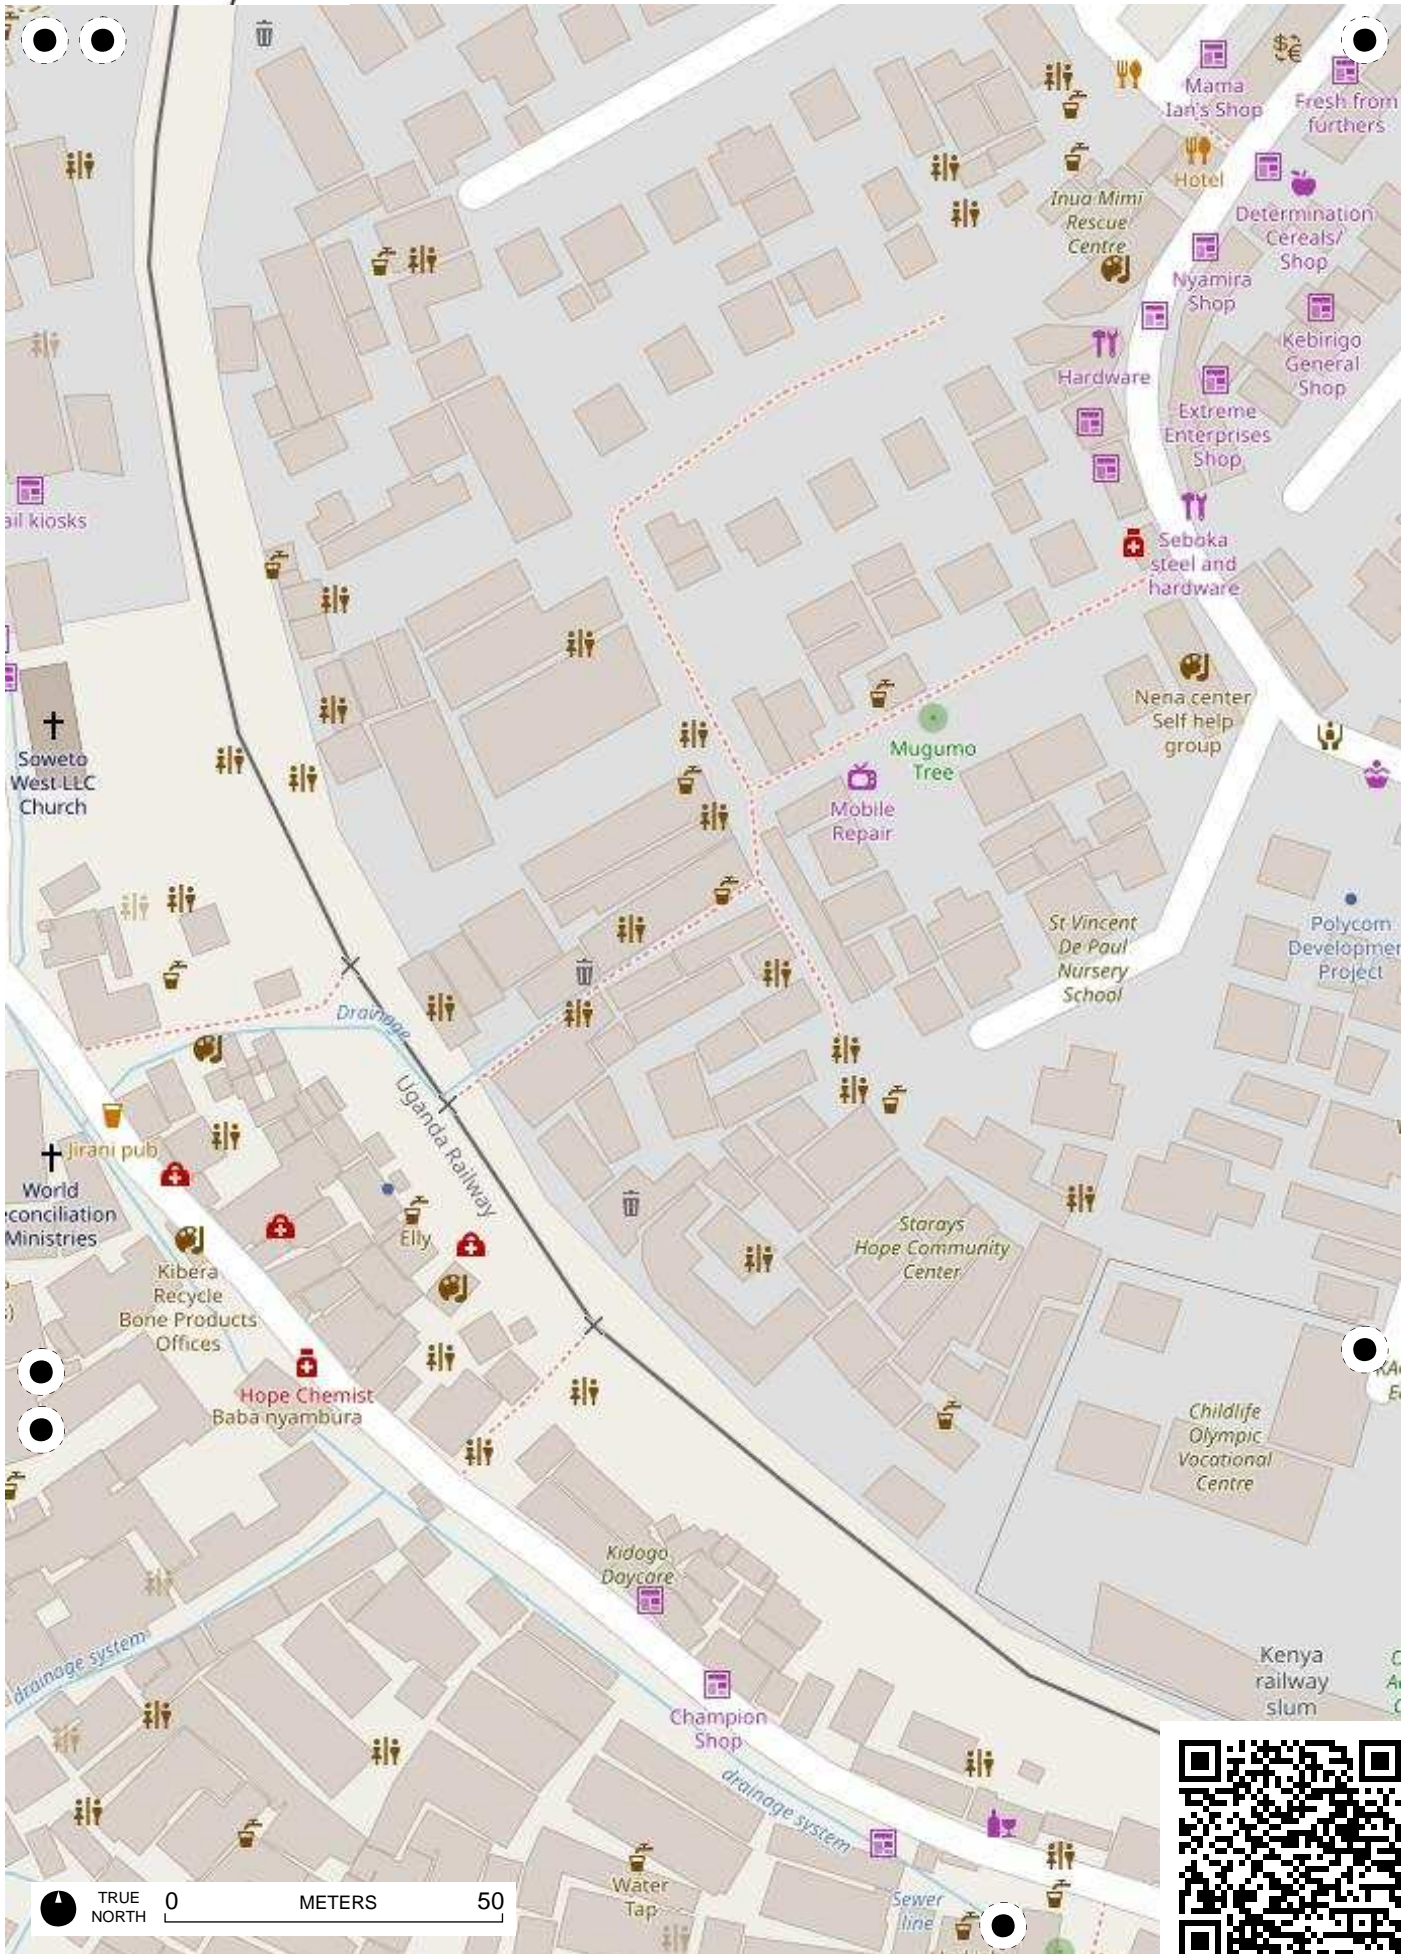 Mama
Ian's Shop
Fresh from
furthers
Hotel
Inua Mimi
Rescue
Centre
Determination
Cereals/
Shop
Nyamira
Shop
Kebirigo
General
Shop
Hardware
Extreme
Enterprises
Shop
ail kiosks
Seboka
steel and
hardware
Nena center
Self help
group
Soweto
West LLC
Church
Mugumo
Tree
Mobile
Repair
St Vincent
De Paul
Nursery
School
Polycom
Developmen
Project
Drainage
Uganda Railway
Jirani pub
World
econciliation
Ministries
Elly
Starays
Hope Community
Center
Kibera
Recycle
Bone Products
Offices
Hope Chemist
Baba nyambura
Childlife
Olympic
Vocational
Centre
Kidogo
Daycare
drainage system
Kenya
railway
slum
Champion
Shop
drainage system
Water
Tap
Sewer
line
TRUE
NORTH
0 METERS 50